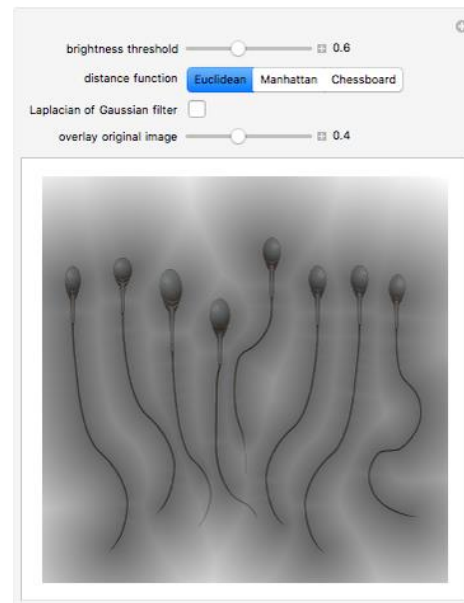 brightness threshold 0.6
distance function Euclidean Manhattan Chessboard
Laplacian of Gaussian filter
overlay original image 0.4